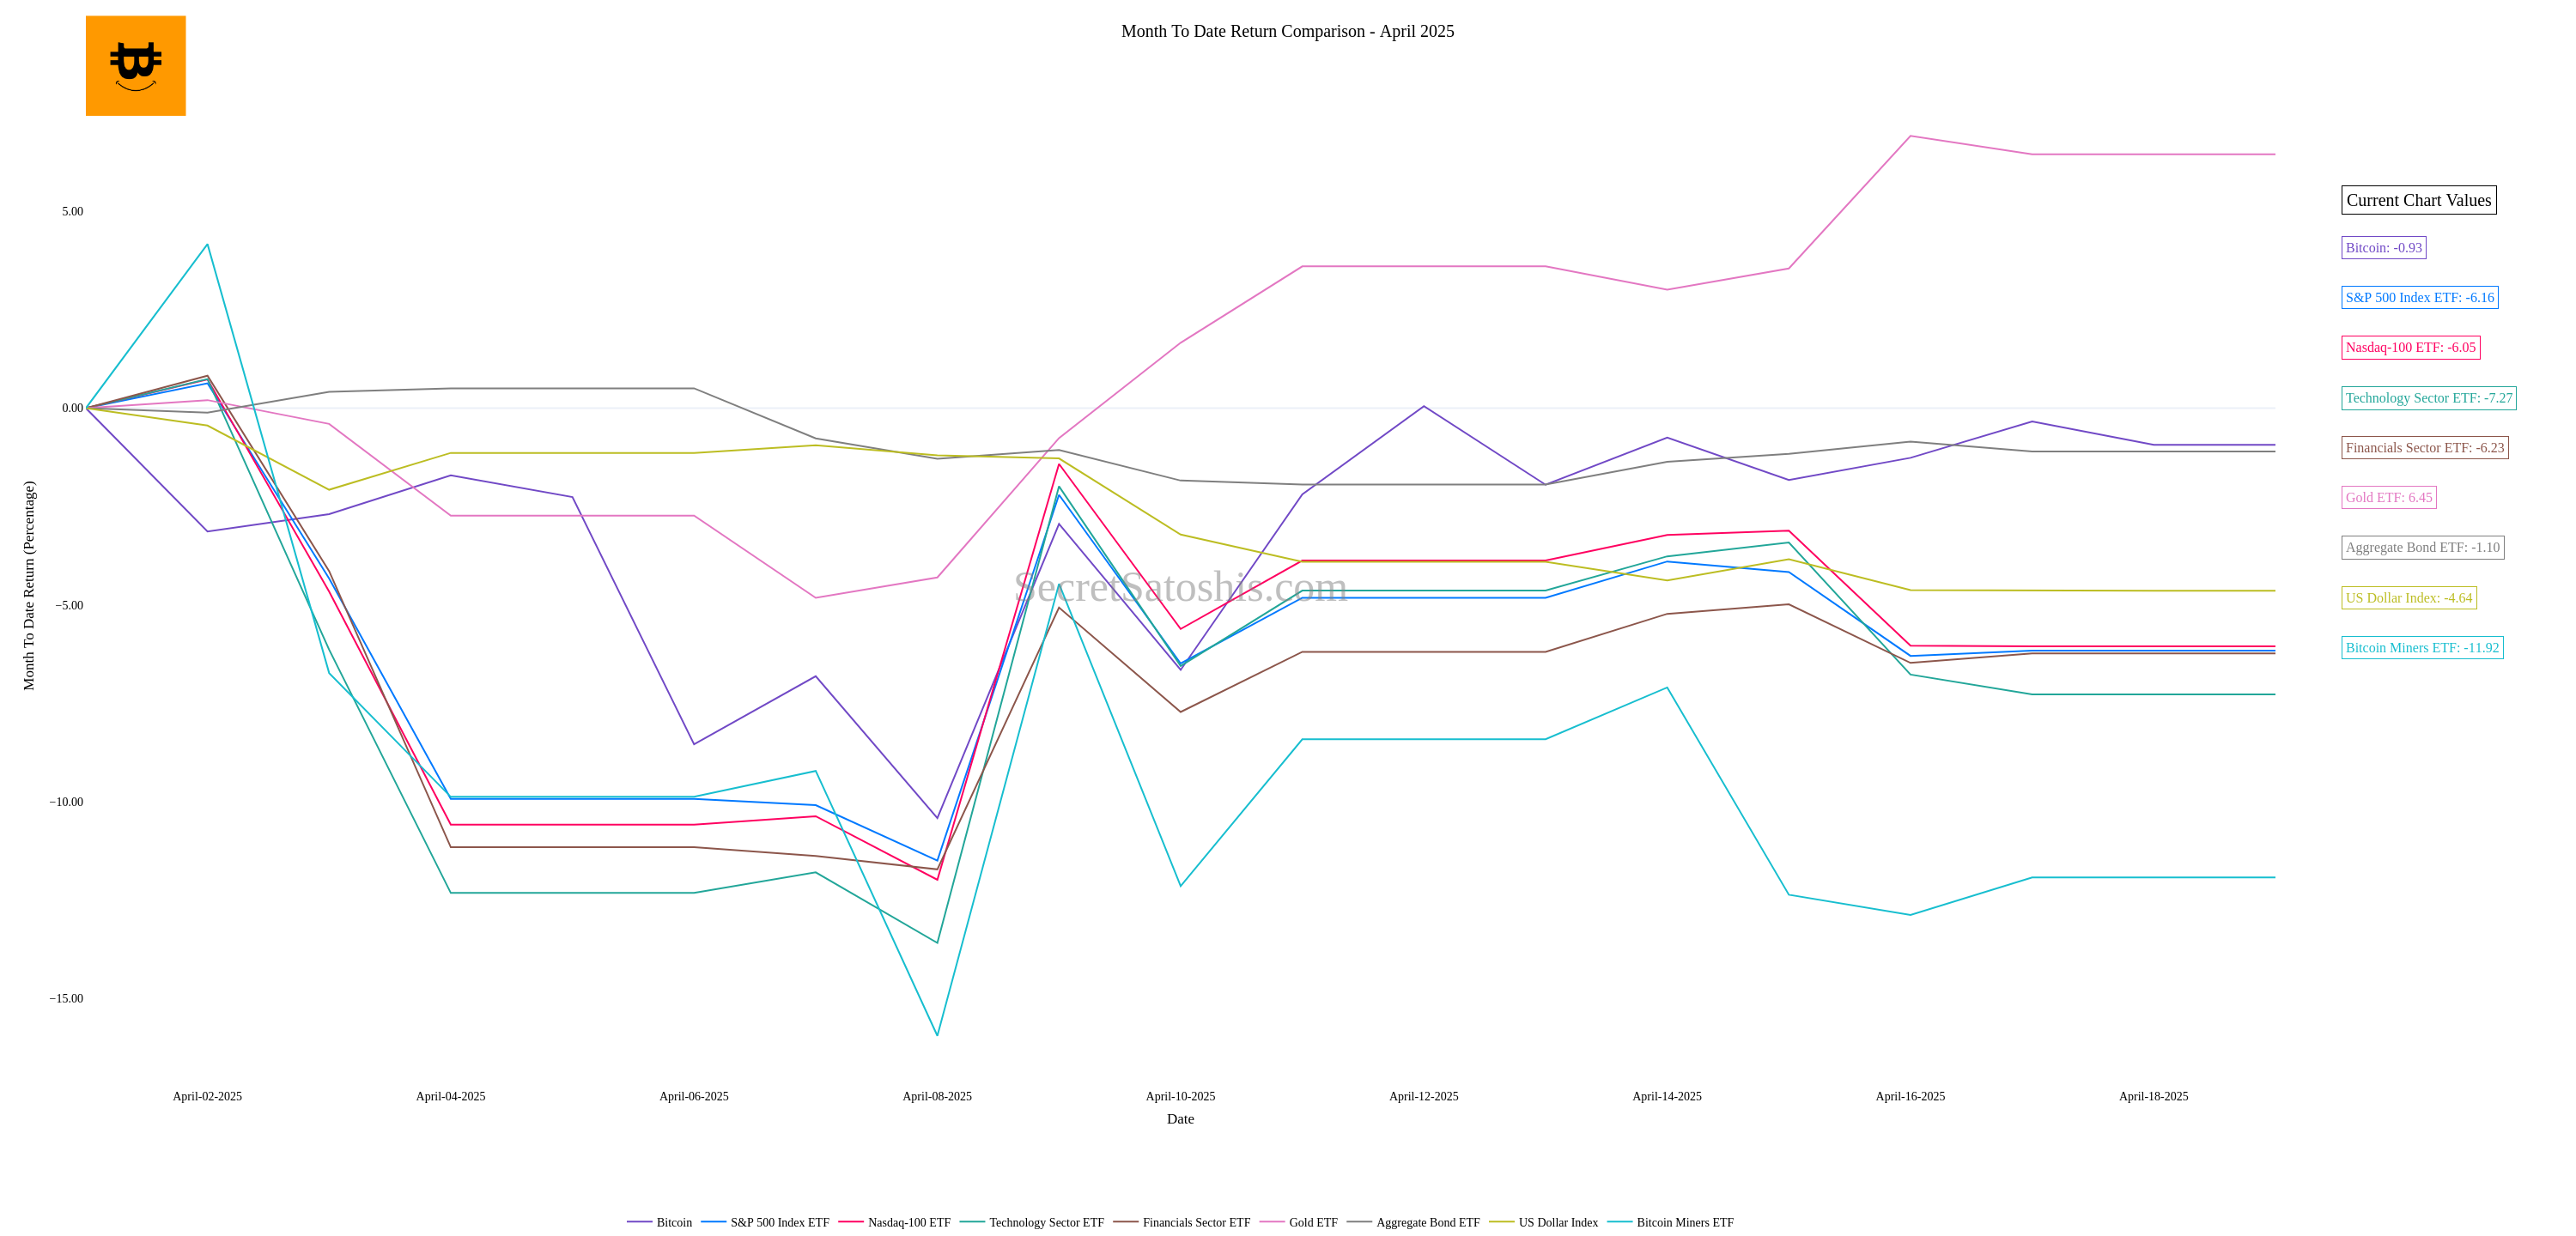 Month To Date Return Comparison - April 2025
Current Chart Values
Bitcoin: -0.93
S&P 500 Index ETF: -6.16
Nasdaq-100 ETF: -6.05
Technology Sector ETF: -7.27
Financials Sector ETF: -6.23
Gold ETF: 6.45
Aggregate Bond ETF: -1.10
US Dollar Index: -4.64
Bitcoin Miners ETF: -11.92
5.00
0.00
−5.00
−10.00
−15.00
Month To Date Return (Percentage)
SecretSatoshis.com
April-02-2025 April-04-2025 April-06-2025 April-08-2025 April-10-2025 April-12-2025 April-14-2025 April-16-2025 April-18-2025
Date
Bitcoin S&P 500 Index ETF Nasdaq-100 ETF Technology Sector ETF Financials Sector ETF Gold ETF Aggregate Bond ETF US Dollar Index Bitcoin Miners ETF